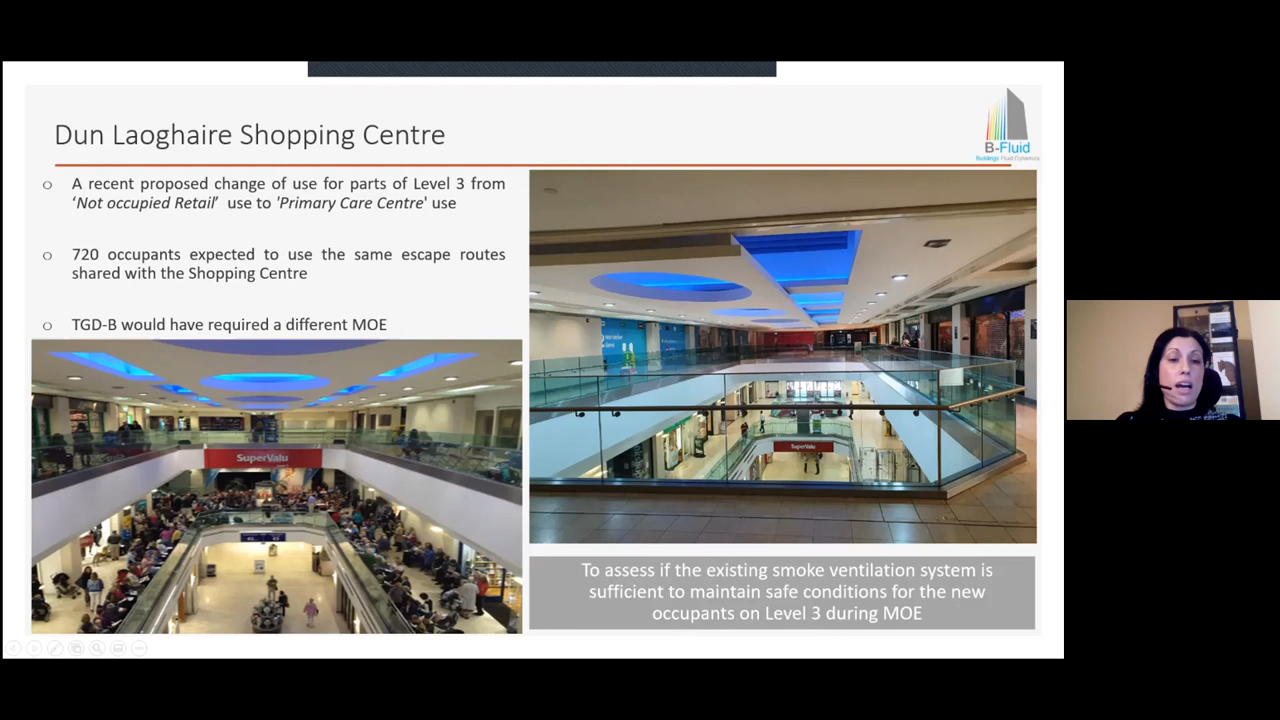 Dun Laoghaire Shopping Centre
B-Fluid
Buildings Fluid Dynamics
A recent proposed change of use for parts of Level 3 from
‘Not occupied Retail’ use to 'Primary Care Centre' use
720 occupants expected to use the same escape routes
shared with the Shopping Centre
TGD-B would have required a different MOE
SuperValu
SuperValu
To assess if the existing smoke ventilation system is
sufficient to maintain safe conditions for the new
occupants on Level 3 during MOE